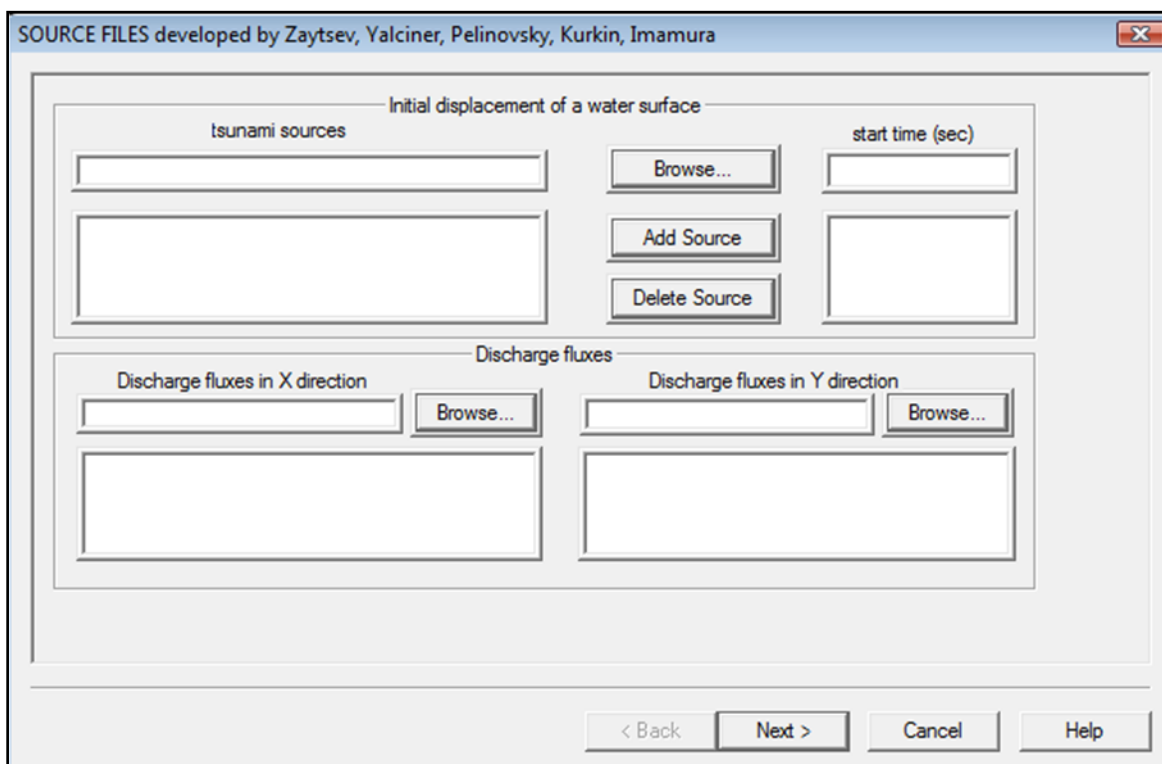 SOURCE FILES developed by Zaytsev, Yalciner, Pelinovsky, Kurkin, Imamura
Initial displacement of a water surface
tsunami sources
start time (sec)
Browse...
Add Source
Delete Source
Discharge fluxes
Discharge fluxes in X direction
Discharge fluxes in Y direction
Browse...
Browse...
< Back
Next >
Cancel
Help